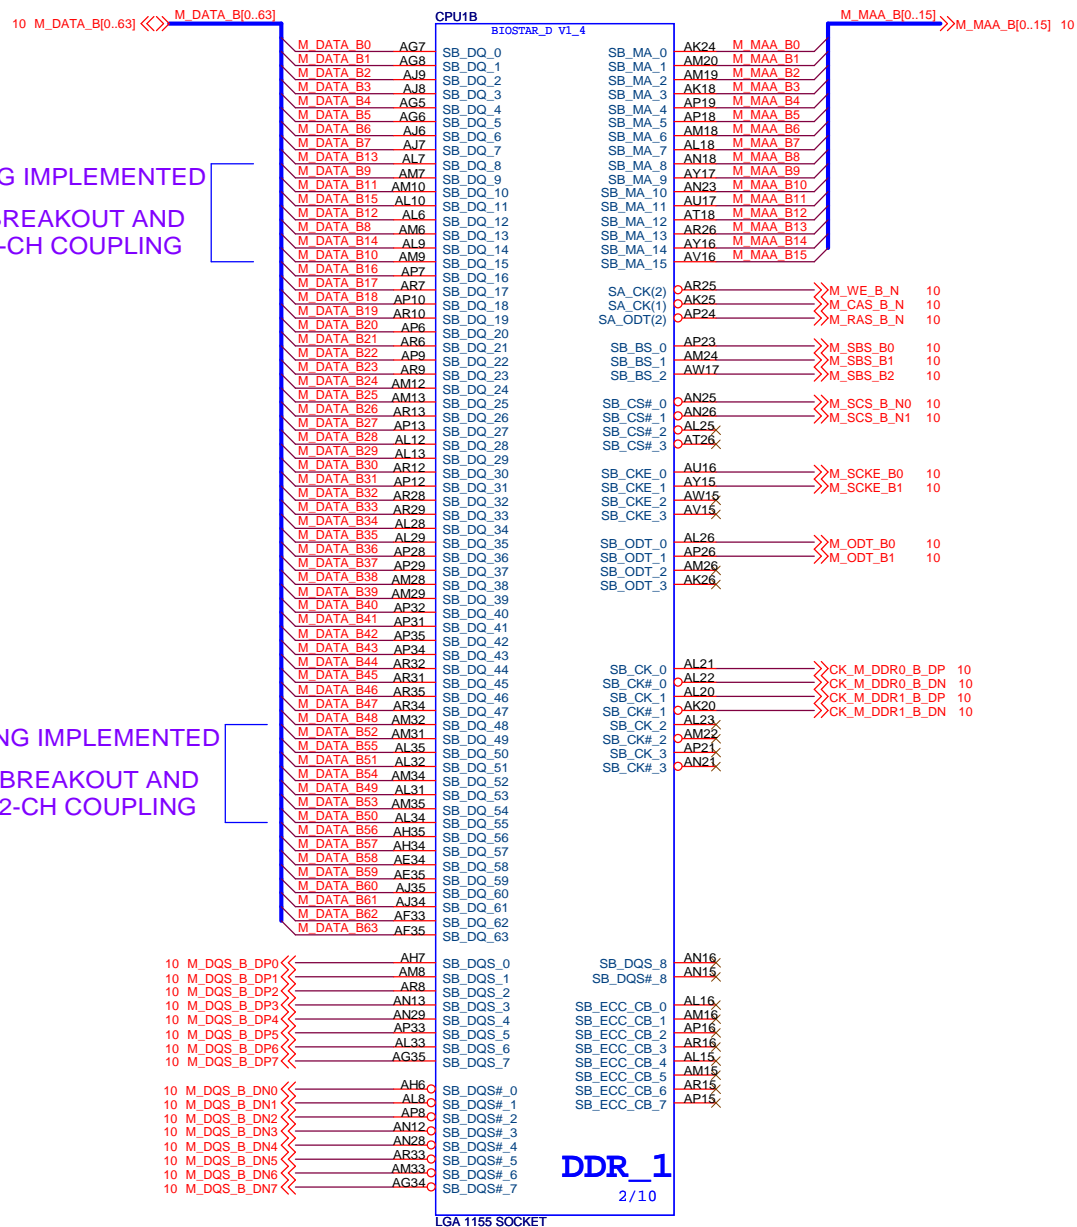 10 M_DATA_B[0..63] M_DATA_B[0..63] CPU1B M_MAA_B[0..15] M_MAA_B[0..15] 10
BIOSTAR_D V1_4
M_DATA_B0 AG7 SB_DQ_0 SB_MA_0 AK24 M_MAA_B0
M_DATA_B1 AG8 SB_DQ_1 SB_MA_1 AM20 M_MAA_B1
M_DATA_B2 AJ9 SB_DQ_2 SB_MA_2 AM19 M_MAA_B2
M_DATA_B3 AJ8 SB_DQ_3 SB_MA_3 AK18 M_MAA_B3
M_DATA_B4 AG5 SB_DQ_4 SB_MA_4 AP19 M_MAA_B4
M_DATA_B5 AG6 SB_DQ_5 SB_MA_5 AP18 M_MAA_B5
M_DATA_B6 AJ6 SB_DQ_6 SB_MA_6 AM18 M_MAA_B6
M_DATA_B7 AJ7 SB_DQ_7 SB_MA_7 AL18 M_MAA_B7
M_DATA_B13 AL7 SB_DQ_8 SB_MA_8 AN18 M_MAA_B8
G IMPLEMENTED M_DATA_B9 AM7 SB_DQ_9 SB_MA_9 AY17 M_MAA_B9
M_DATA_B11 AM10 SB_DQ_10 SB_MA_10 AN23 M_MAA_B10
M_DATA_B15 AL10 SB_DQ_11 SB_MA_11 AU17 M_MAA_B11
BREAKOUT AND M_DATA_B12 AL6 SB_DQ_12 SB_MA_12 AT18 M_MAA_B12
M_DATA_B8 AM6 SB_DQ_13 SB_MA_13 AR26 M_MAA_B13
-CH COUPLING M_DATA_B14 AL9 SB_DQ_14 SB_MA_14 AY16 M_MAA_B14
M_DATA_B10 AM9 SB_DQ_15 SB_MA_15 AV16 M_MAA_B15
M_DATA_B16 AP7 SB_DQ_16
M_DATA_B17 AR7 SB_DQ_17 SA_CK(2) AR25 M_WE_B_N 10
M_DATA_B18 AP10 SB_DQ_18 SA_CK(1) AK25 M_CAS_B_N 10
M_DATA_B19 AR10 SB_DQ_19 SA_ODT(2) AP24 M_RAS_B_N 10
M_DATA_B20 AP6 SB_DQ_20
M_DATA_B21 AR6 SB_DQ_21 SB_BS_0 AP23 M_SBS_B0 10
M_DATA_B22 AP9 SB_DQ_22 SB_BS_1 AM24 M_SBS_B1 10
M_DATA_B23 AR9 SB_DQ_23 SB_BS_2 AW17 M_SBS_B2 10
M_DATA_B24 AM12 SB_DQ_24
M_DATA_B25 AM13 SB_DQ_25 SB_CS#_0 AN25 M_SCS_B_N0 10
M_DATA_B26 AR13 SB_DQ_26 SB_CS#_1 AN26 M_SCS_B_N1 10
M_DATA_B27 AP13 SB_DQ_27 SB_CS#_2 AL25
M_DATA_B28 AL12 SB_DQ_28 SB_CS#_3 AT26
M_DATA_B29 AL13 SB_DQ_29
M_DATA_B30 AR12 SB_DQ_30 SB_CKE_0 AU16 M_SCKE_B0 10
M_DATA_B31 AP12 SB_DQ_31 SB_CKE_1 AY15 M_SCKE_B1 10
M_DATA_B32 AR28 SB_DQ_32 SB_CKE_2 AW15
M_DATA_B33 AR29 SB_DQ_33 SB_CKE_3 AV15
M_DATA_B34 AL28 SB_DQ_34
M_DATA_B35 AL29 SB_DQ_35 SB_ODT_0 AL26 M_ODT_B0 10
M_DATA_B36 AP28 SB_DQ_36 SB_ODT_1 AP26 M_ODT_B1 10
M_DATA_B37 AP29 SB_DQ_37 SB_ODT_2 AM26
M_DATA_B38 AM28 SB_DQ_38 SB_ODT_3 AK26
M_DATA_B39 AM29 SB_DQ_39
M_DATA_B40 AP32 SB_DQ_40
M_DATA_B41 AP31 SB_DQ_41
M_DATA_B42 AP35 SB_DQ_42
M_DATA_B43 AP34 SB_DQ_43
M_DATA_B44 AR32 SB_DQ_44 SB_CK_0 AL21 CK_M_DDR0_B_DP 10
M_DATA_B45 AR31 SB_DQ_45 SB_CK#_0 AL22 CK_M_DDR0_B_DN 10
M_DATA_B46 AR35 SB_DQ_46 SB_CK_1 AL20 CK_M_DDR1_B_DP 10
M_DATA_B47 AR34 SB_DQ_47 SB_CK#_1 AK20 CK_M_DDR1_B_DN 10
M_DATA_B48 AM32 SB_DQ_48 SB_CK_2 AL23
NG IMPLEMENTED M_DATA_B52 AM31 SB_DQ_49 SB_CK#_2 AM22
M_DATA_B55 AL35 SB_DQ_50 SB_CK_3 AP21
M_DATA_B51 AL32 SB_DQ_51 SB_CK#_3 AN21
BREAKOUT AND M_DATA_B54 AM34 SB_DQ_52
M_DATA_B49 AL31 SB_DQ_53
2-CH COUPLING M_DATA_B53 AM35 SB_DQ_54
M_DATA_B50 AL34 SB_DQ_55
M_DATA_B56 AH35 SB_DQ_56
M_DATA_B57 AH34 SB_DQ_57
M_DATA_B58 AE34 SB_DQ_58
M_DATA_B59 AE35 SB_DQ_59
M_DATA_B60 AJ35 SB_DQ_60
M_DATA_B61 AJ34 SB_DQ_61
M_DATA_B62 AF33 SB_DQ_62
M_DATA_B63 AF35 SB_DQ_63
10 M_DQS_B_DP0 AH7 SB_DQS_0 SB_DQS_8 AN16
10 M_DQS_B_DP1 AM8 SB_DQS_1 SB_DQS#_8 AN15
10 M_DQS_B_DP2 AR8 SB_DQS_2
10 M_DQS_B_DP3 AN13 SB_DQS_3 SB_ECC_CB_0 AL16
10 M_DQS_B_DP4 AN29 SB_DQS_4 SB_ECC_CB_1 AM16
10 M_DQS_B_DP5 AP33 SB_DQS_5 SB_ECC_CB_2 AP16
10 M_DQS_B_DP6 AL33 SB_DQS_6 SB_ECC_CB_3 AR16
10 M_DQS_B_DP7 AG35 SB_DQS_7 SB_ECC_CB_4 AL15
SB_ECC_CB_5 AM15
10 M_DQS_B_DN0 AH6 SB_DQS#_0 SB_ECC_CB_6 AR15
10 M_DQS_B_DN1 AL8 SB_DQS#_1 SB_ECC_CB_7 AP15
10 M_DQS_B_DN2 AP8 SB_DQS#_2
10 M_DQS_B_DN3 AN12 SB_DQS#_3
10 M_DQS_B_DN4 AN28 SB_DQS#_4
10 M_DQS_B_DN5 AR33 SB_DQS#_5
10 M_DQS_B_DN6 AM33 SB_DQS#_6
10 M_DQS_B_DN7 AG34 SB_DQS#_7
DDR_1
2/10
LGA 1155 SOCKET